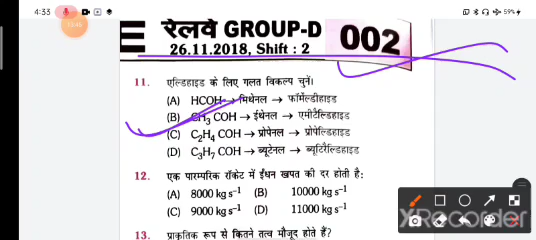 4:33
59%
रेलवे GROUP-D
26.11.2018, Shift : 2
002
11. एल्डिहाइड के लिए गलत विकल्प चुनें।
(A) HCOH → मिथेनल → फॉर्मेल्डीहाइड
(B) CH₃ COH → ईथेनल → एमीटैल्डिहाइड
(C) C₂H₄ COH → प्रोपेनल → प्रोपेल्डिहाइड
(D) C₃H₇ COH → ब्यूटेनल → ब्यूटिरैल्डिहाइड
12. एक पारम्परिक रॉकेट में ईंधन खपत की दर होती है:
(A) 8000 kg s⁻¹ (B) 10000 kg s⁻¹
(C) 9000 kg s⁻¹ (D) 11000 kg s⁻¹
13. प्राकृतिक रूप से कितने तत्व मौजूद होते हैं?